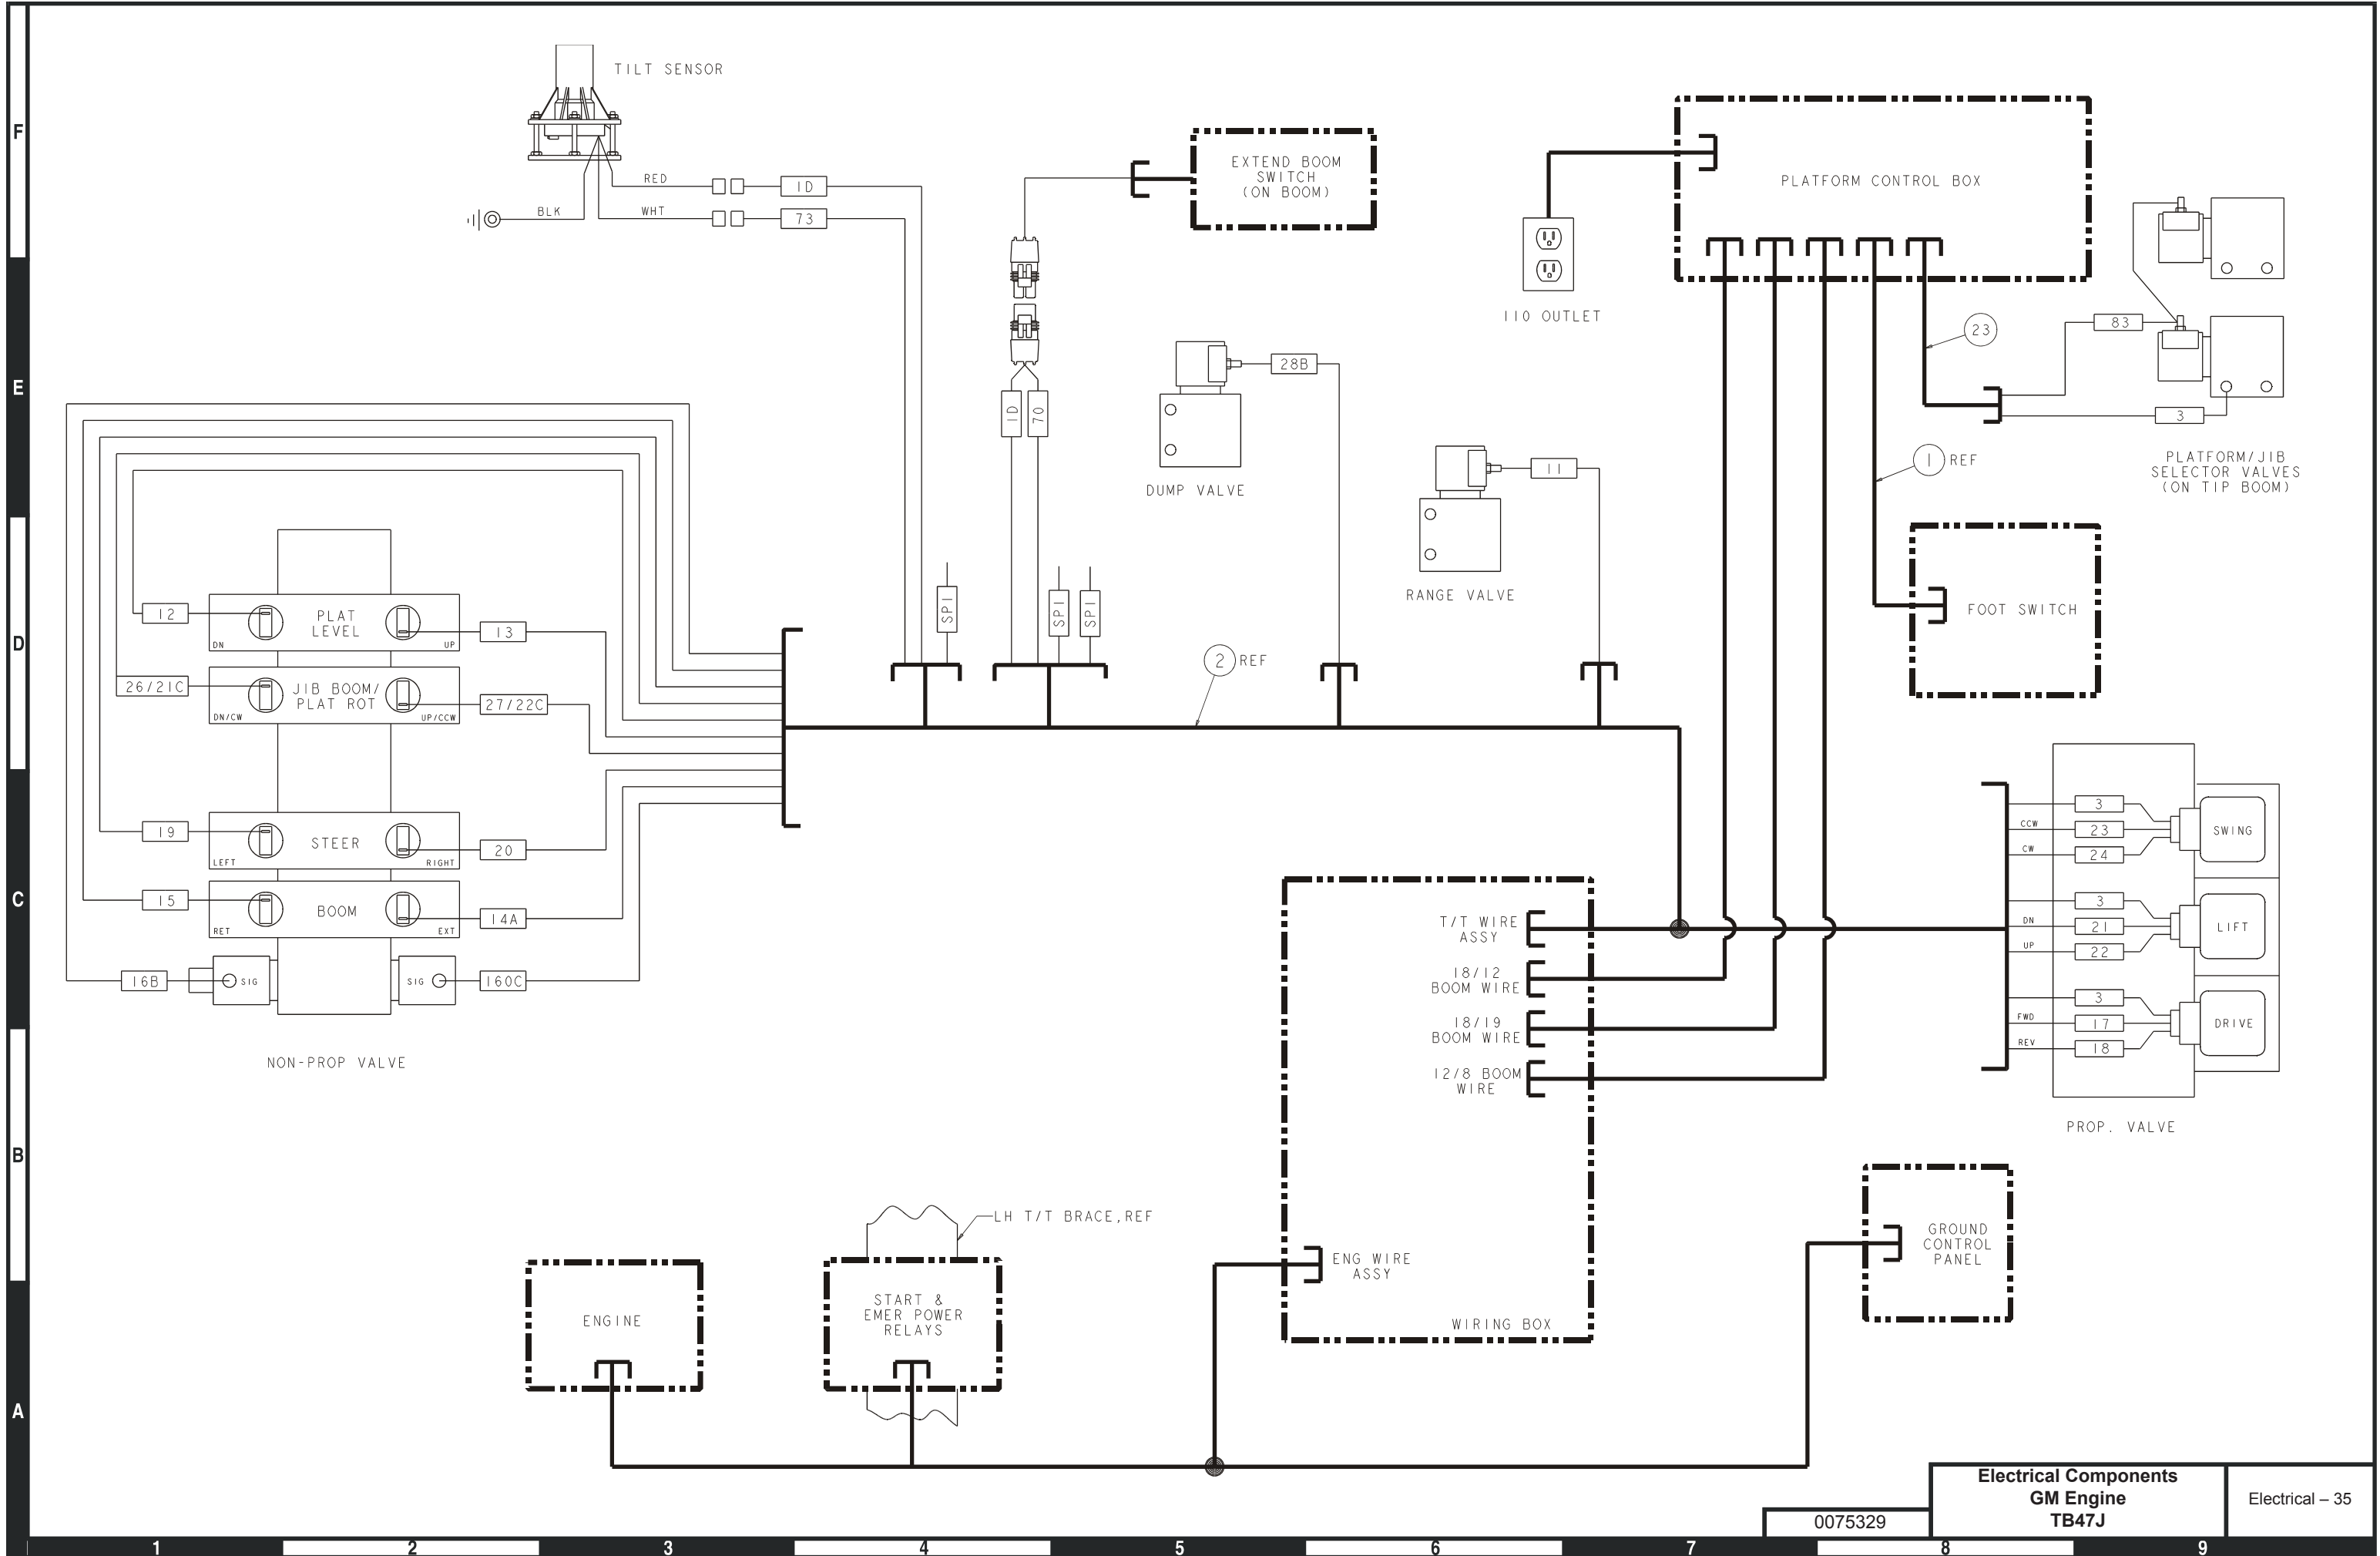 TILT SENSOR
RED
1D
BLK
WHT
73
EXTEND BOOM
SWITCH
(ON BOOM)
PLATFORM CONTROL BOX
110 OUTLET
23
83
3
PLATFORM/JIB
SELECTOR VALVES
(ON TIP BOOM)
1 REF
1D
70
28B
DUMP VALVE
11
RANGE VALVE
FOOT SWITCH
SP1
SP1
SP1
2 REF
12
PLAT
LEVEL
13
DN
UP
26/21C
JIB BOOM/
PLAT ROT
27/22C
DN/CW
UP/CCW
19
STEER
20
LEFT
RIGHT
15
BOOM
14A
RET
EXT
16B
SIG
SIG
160C
NON-PROP VALVE
T/T WIRE
ASSY
18/12
BOOM WIRE
18/19
BOOM WIRE
12/8 BOOM
WIRE
ENG WIRE
ASSY
WIRING BOX
3
CCW
23
CW
24
SWING
3
DN
21
UP
22
LIFT
3
FWD
17
REV
18
DRIVE
PROP. VALVE
LH T/T BRACE,REF
ENGINE
START &
EMER POWER
RELAYS
GROUND
CONTROL
PANEL
0075329
Electrical Components
GM Engine
TB47J
Electrical – 35
F
E
D
C
B
A
1 2 3 4 5 6 7 8 9